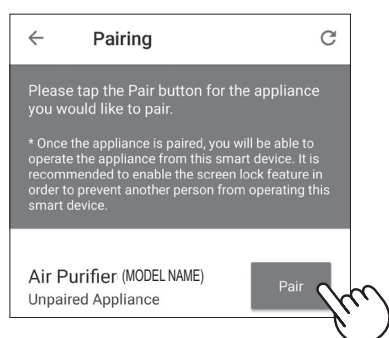 Pairing
Please tap the Pair button for the appliance
you would like to pair.
* Once the appliance is paired, you will be able to
operate the appliance from this smart device. It is
recommended to enable the screen lock feature in
order to prevent another person from operating this
smart device.
Air Purifier (MODEL NAME)
Unpaired Appliance
Pair